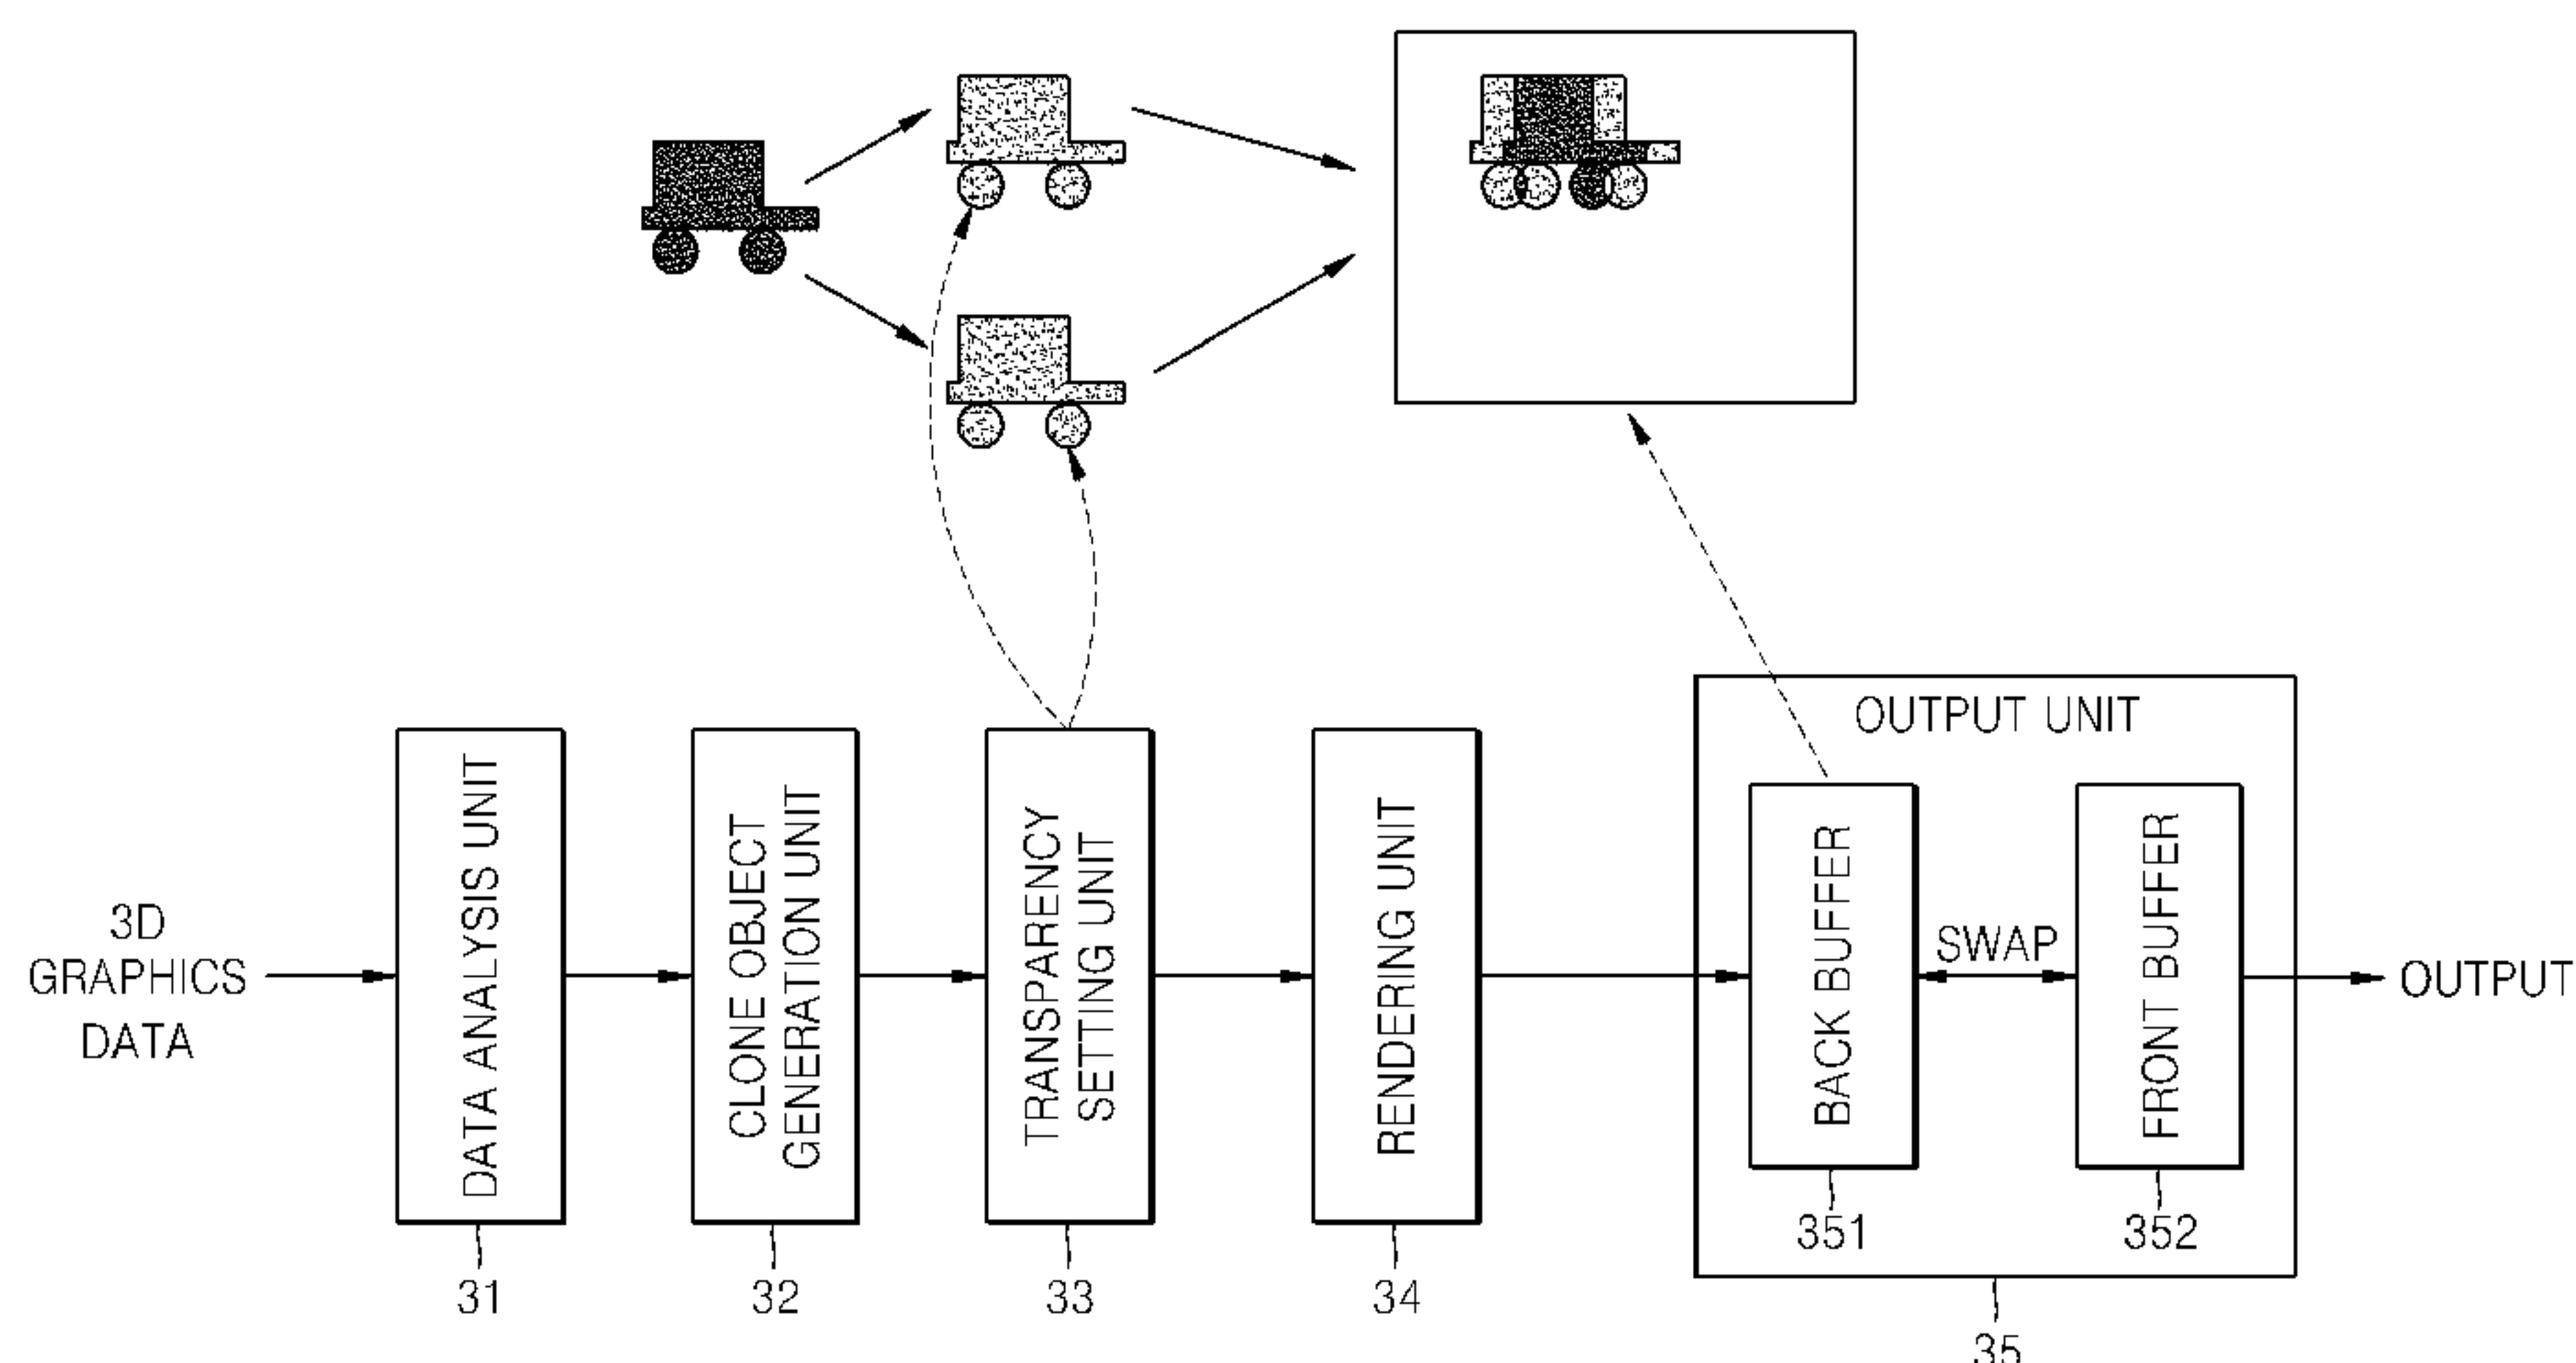 OUTPUT UNIT
3D
GRAPHICS
DATA
DATA ANALYSIS UNIT
CLONE OBJECT
GENERATION UNIT
TRANSPARENCY
SETTING UNIT
RENDERING UNIT
BACK BUFFER
SWAP
FRONT BUFFER
OUTPUT
31
32
33
34
351
352
35